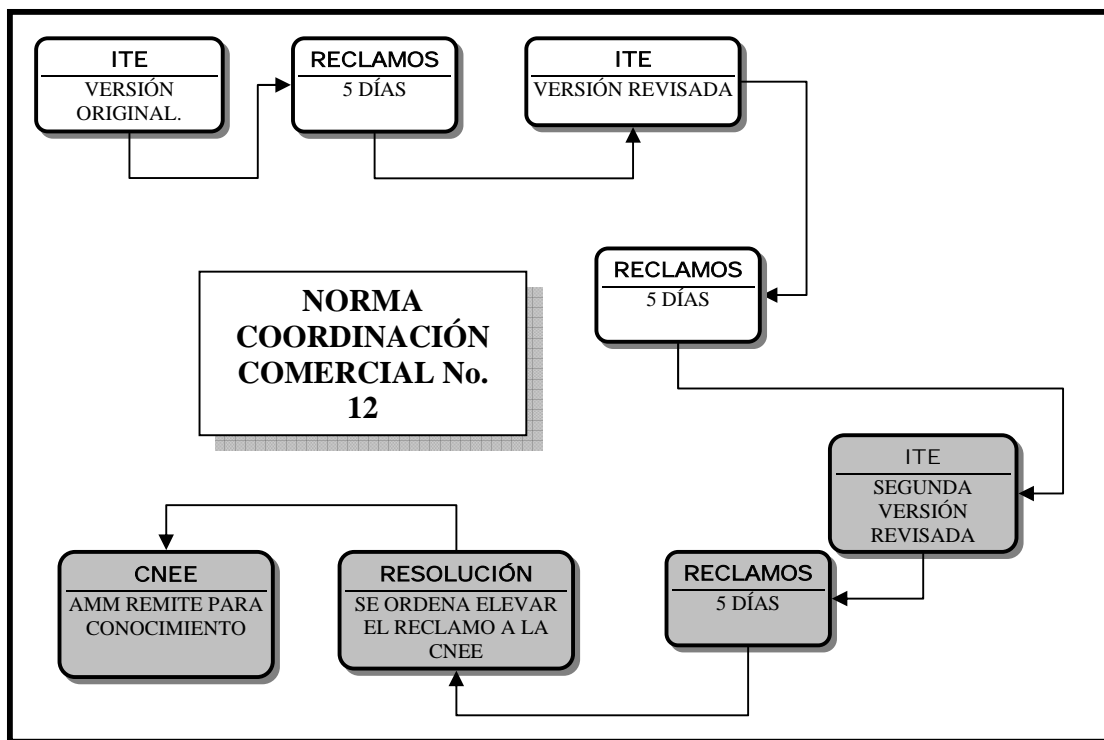 ITE
VERSIÓN
ORIGINAL.
RECLAMOS
5 DÍAS
ITE
VERSIÓN REVISADA
RECLAMOS
5 DÍAS
NORMA
COORDINACIÓN
COMERCIAL No.
12
ITE
SEGUNDA
VERSIÓN
REVISADA
RECLAMOS
5 DÍAS
RESOLUCIÓN
SE ORDENA ELEVAR
EL RECLAMO A LA
CNEE
CNEE
AMM REMITE PARA
CONOCIMIENTO